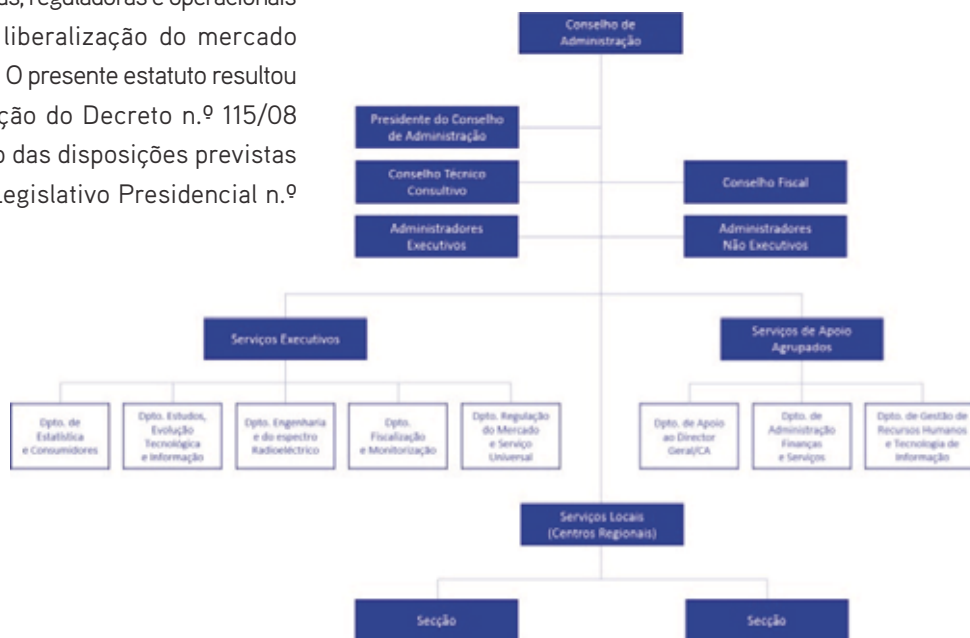 as, reguladoras e operacionais
liberalização do mercado
O presente estatuto resultou
ção do Decreto n.º 115/08
o das disposições previstas
Legislativo Presidencial n.º
Conselho de
Administração
Presidente do Conselho
de Administração
Conselho Técnico
Consultivo
Conselho Fiscal
Administradores
Executivos
Administradores
Não Executivos
Serviços Executivos
Serviços de Apoio
Agrupados
Dpto. de
Estatística
e Consumidores
Dpto. Estudos,
Evolução
Tecnológica
e Informação
Dpto. Engenharia
e do espectro
Radioeléctrico
Dpto.
Fiscalização
e Monitorização
Dpto. Regulação
do Mercado
e Serviço
Universal
Dpto. de Apoio
ao Director
Geral/CA
Dpto. de
Administração
Finanças
e Serviços
Dpto. de Gestão de
Recursos Humanos
e Tecnologia de
Informação
Serviços Locais
(Centros Regionais)
Secção
Secção